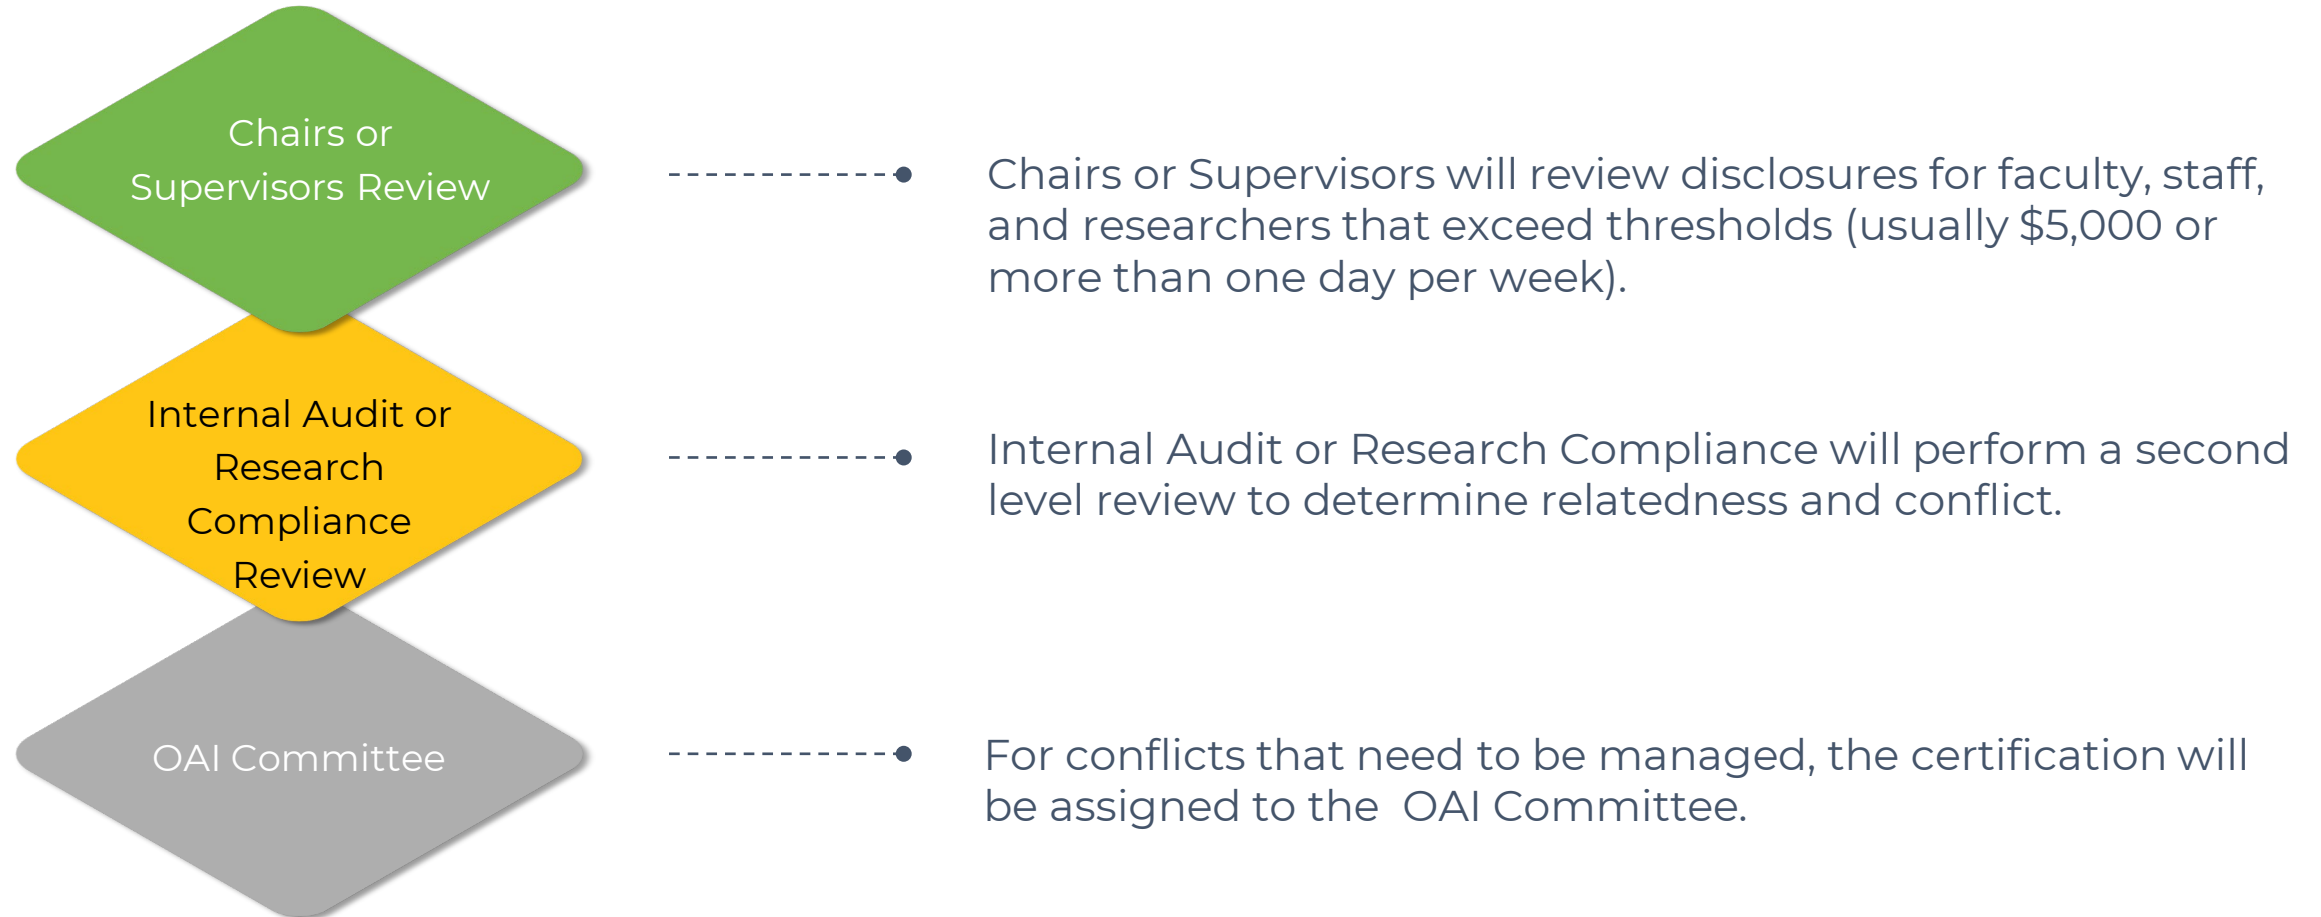 Chairs or
Supervisors Review
Chairs or Supervisors will review disclosures for faculty, staff,
and researchers that exceed thresholds (usually $5,000 or
more than one day per week).
Internal Audit or
Research
Compliance
Review
Internal Audit or Research Compliance will perform a second
level review to determine relatedness and conflict.
OAI Committee
For conflicts that need to be managed, the certification will
be assigned to the  OAI Committee.